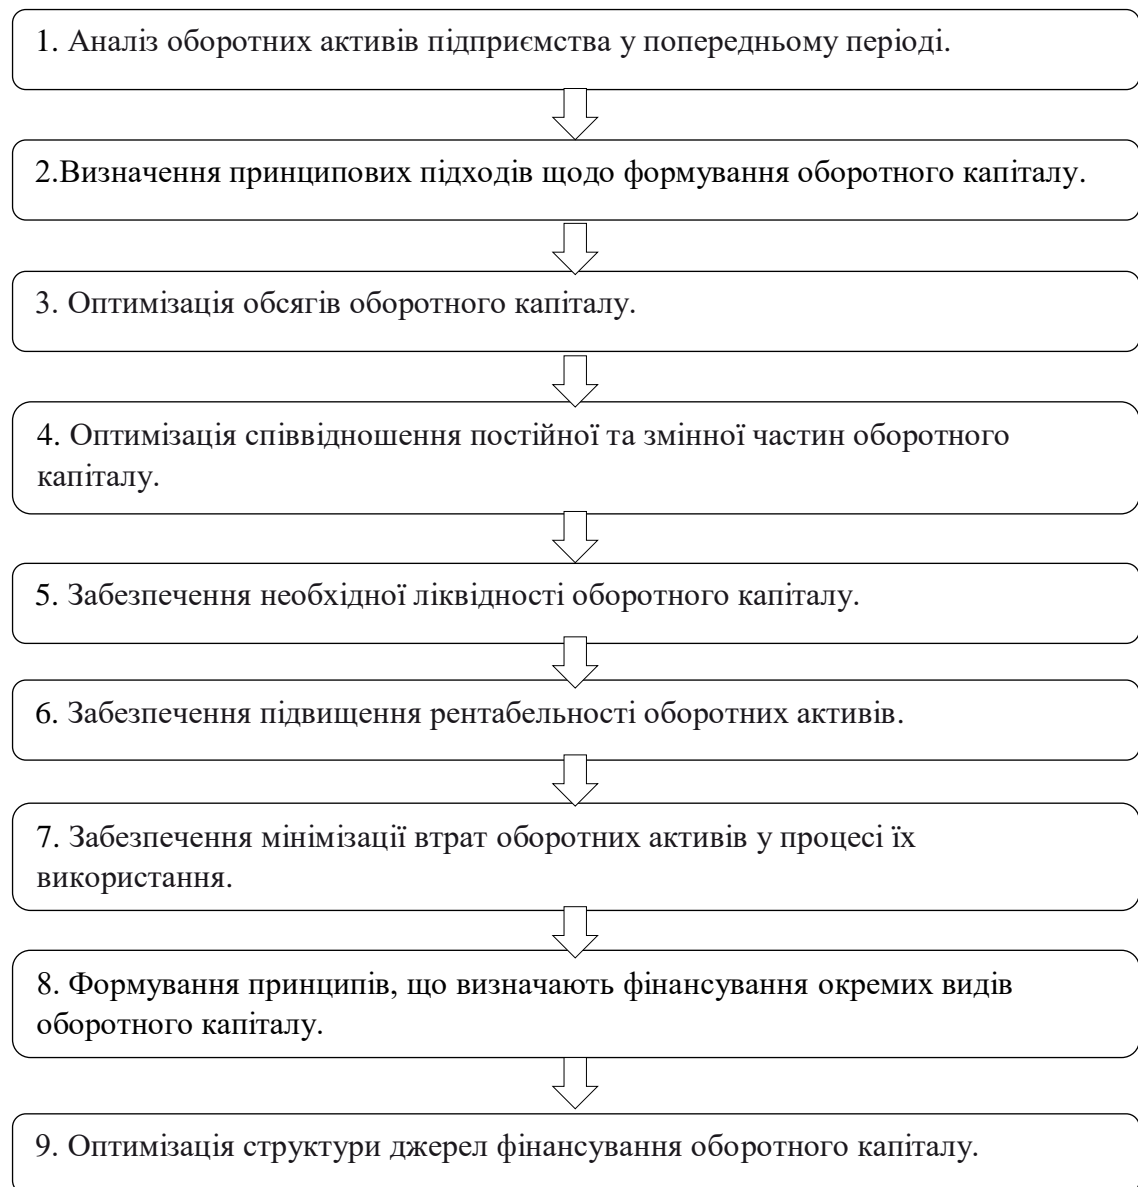 1. Аналіз оборотних активів підприємства у попередньому періоді.
2.Визначення принципових підходів щодо формування оборотного капіталу.
3. Оптимізація обсягів оборотного капіталу.
4. Оптимізація співвідношення постійної та змінної частин оборотного
капіталу.
5. Забезпечення необхідної ліквідності оборотного капіталу.
6. Забезпечення підвищення рентабельності оборотних активів.
7. Забезпечення мінімізації втрат оборотних активів у процесі їх
використання.
8. Формування принципів, що визначають фінансування окремих видів
оборотного капіталу.
9. Оптимізація структури джерел фінансування оборотного капіталу.